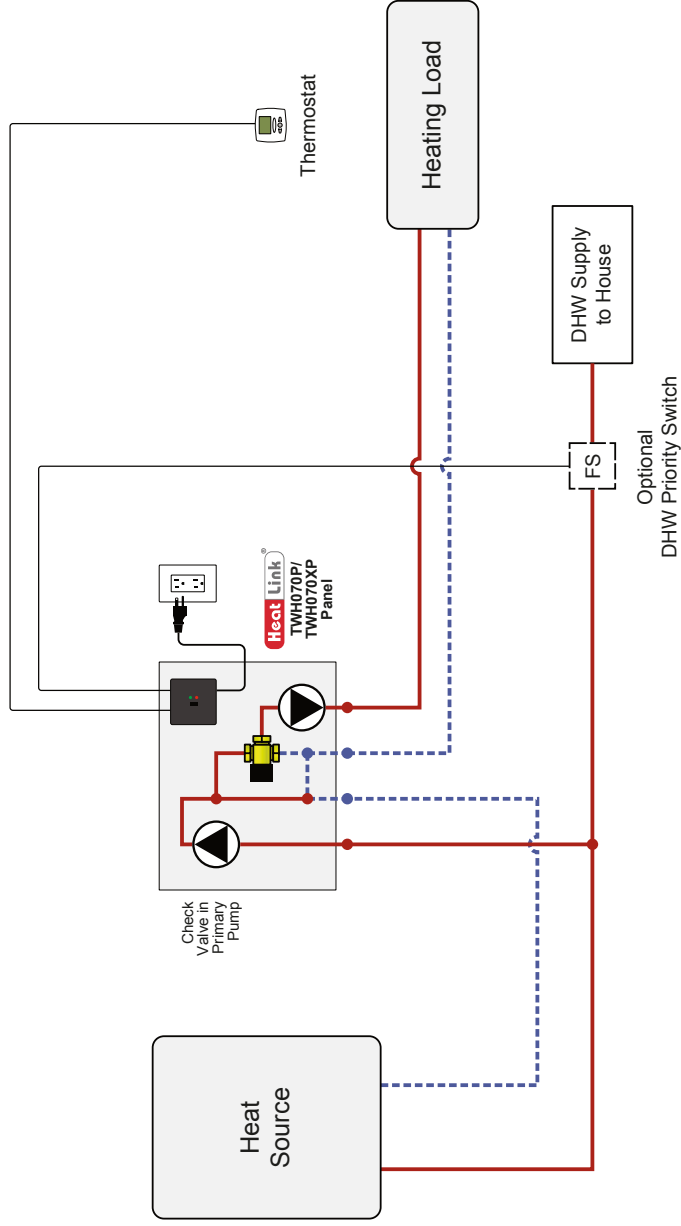 Heat
Source
Check
Valve in
Primary
Pump
Heat Link®
TWH070P/
TWH070XP
Panel
Thermostat
Heating Load
FS
Optional
DHW Priority Switch
DHW Supply
to House